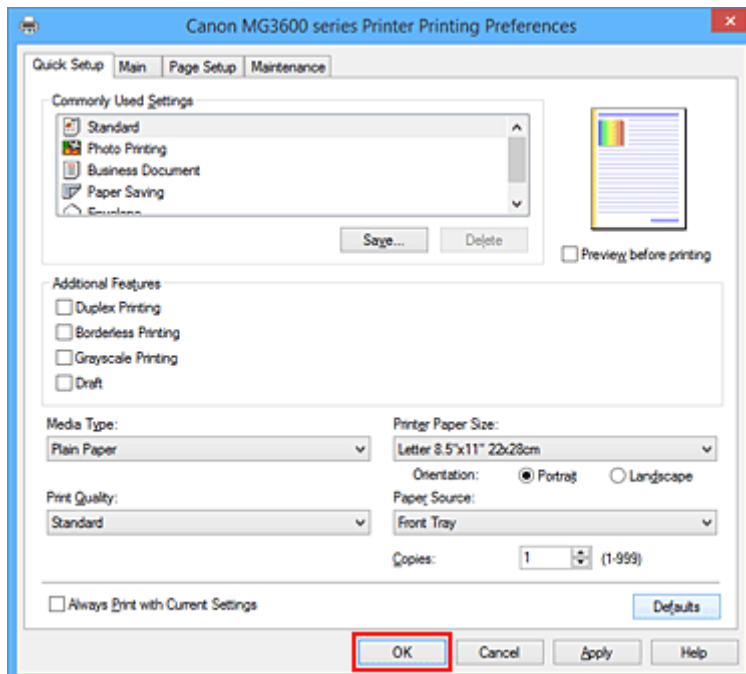 Canon MG3600 series Printer Printing Preferences
Quick Setup Main Page Setup Maintenance
Commonly Used Settings
Standard
Photo Printing
Business Document
Paper Saving
Envelope
Save... Delete
Preview before printing
Additional Features
Duplex Printing
Borderless Printing
Grayscale Printing
Draft
Media Type:
Plain Paper
Printer Paper Size:
Letter 8.5"x11" 22x28cm
Orientation: Portrait Landscape
Print Quality:
Standard
Paper Source:
Front Tray
Copies: 1 (1-999)
Always Print with Current Settings
Defaults
OK Cancel Apply Help